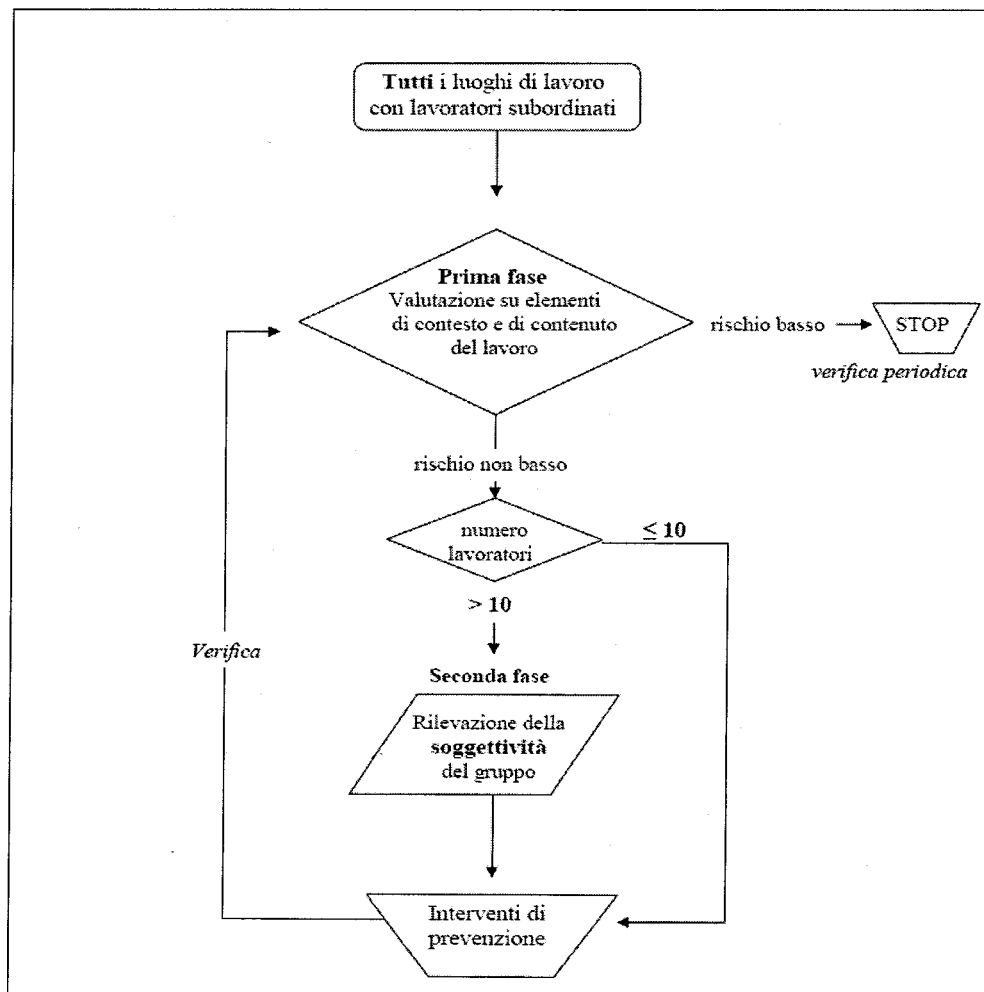 Tutti i luoghi di lavoro
con lavoratori subordinati
Prima fase
Valutazione su elementi
di contesto e di contenuto
del lavoro
rischio basso
STOP
verifica periodica
rischio non basso
numero
lavoratori
≤ 10
> 10
Verifica
Seconda fase
Rilevazione della
soggettività
del gruppo
Interventi di
prevenzione